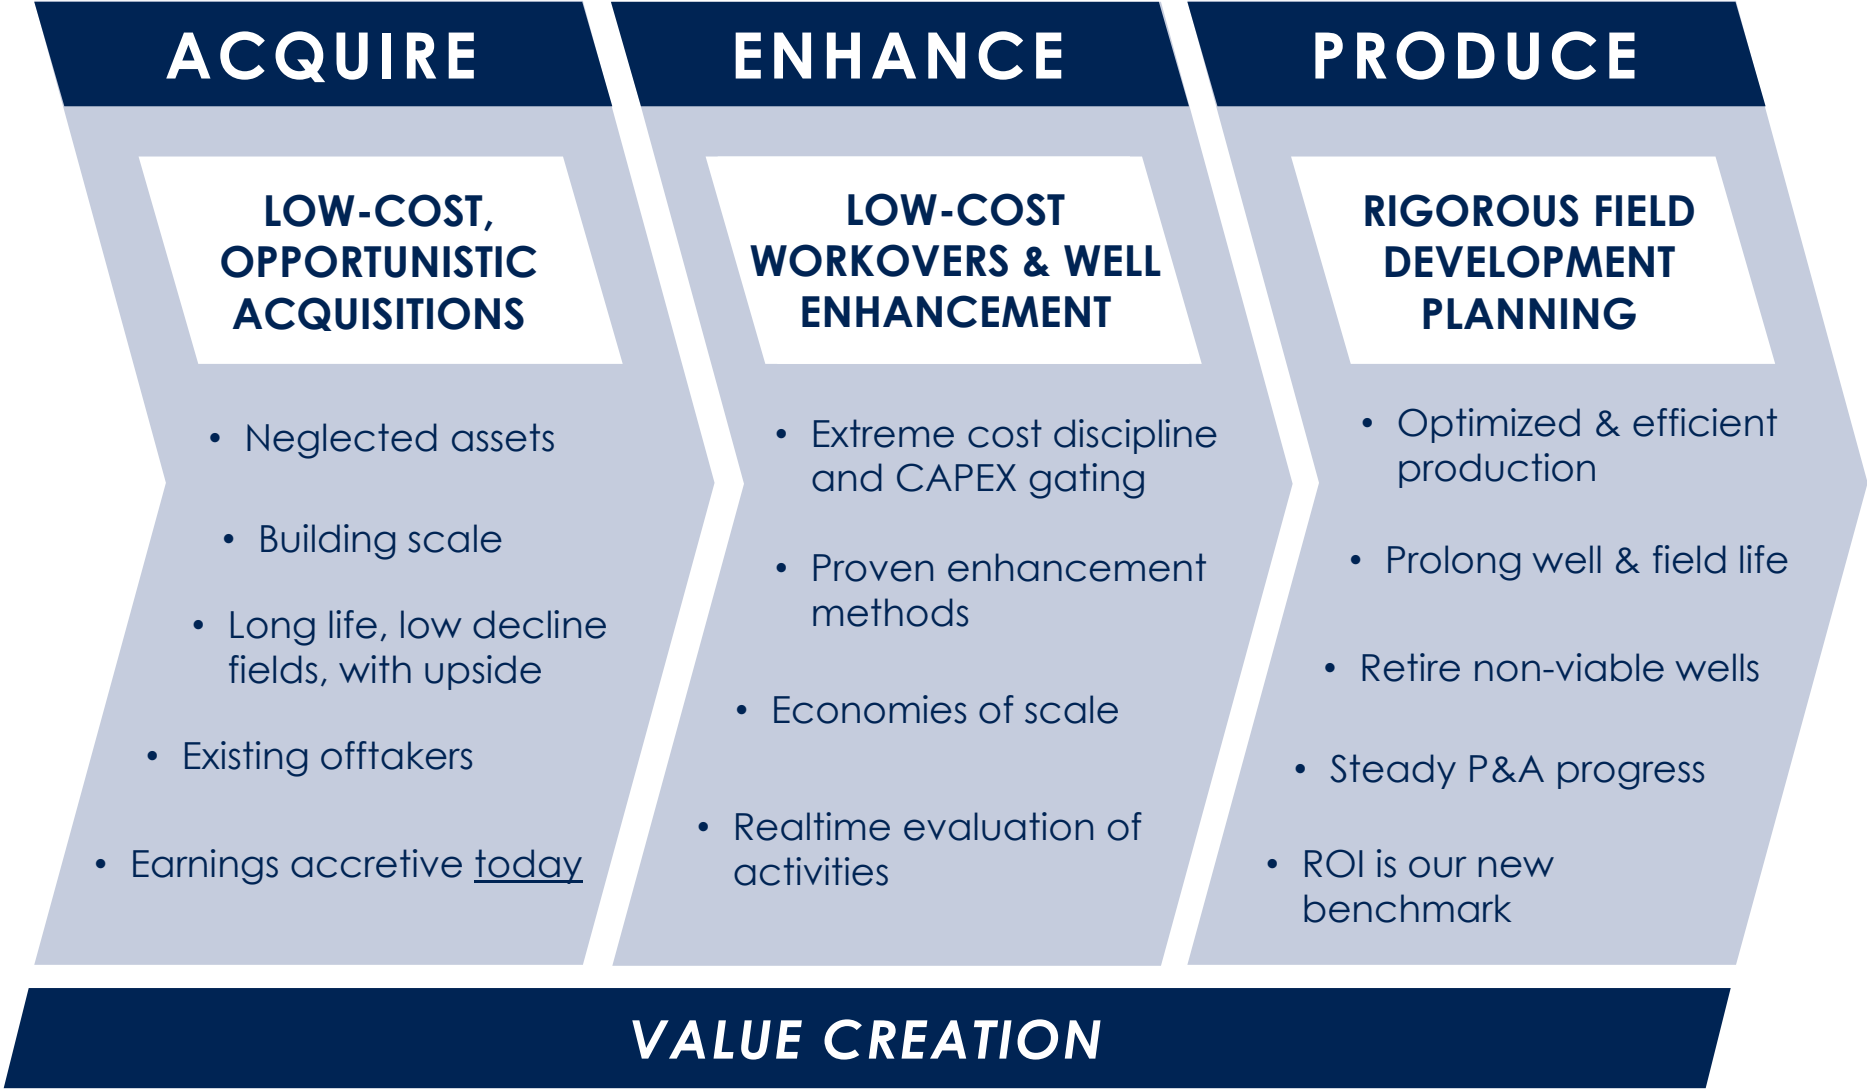 ACQUIRE
LOW-COST,
OPPORTUNISTIC
ACQUISITIONS
• Neglected assets
• Building scale
• Long life, low decline
fields, with upside
• Existing offtakers
• Earnings accretive today
ENHANCE
LOW-COST
WORKOVERS & WELL
ENHANCEMENT
• Extreme cost discipline
and CAPEX gating
• Proven enhancement
methods
• Economies of scale
• Realtime evaluation of
activities
PRODUCE
RIGOROUS FIELD
DEVELOPMENT
PLANNING
• Optimized & efficient
production
• Prolong well & field life
• Retire non-viable wells
• Steady P&A progress
• ROI is our new
benchmark
VALUE CREATION